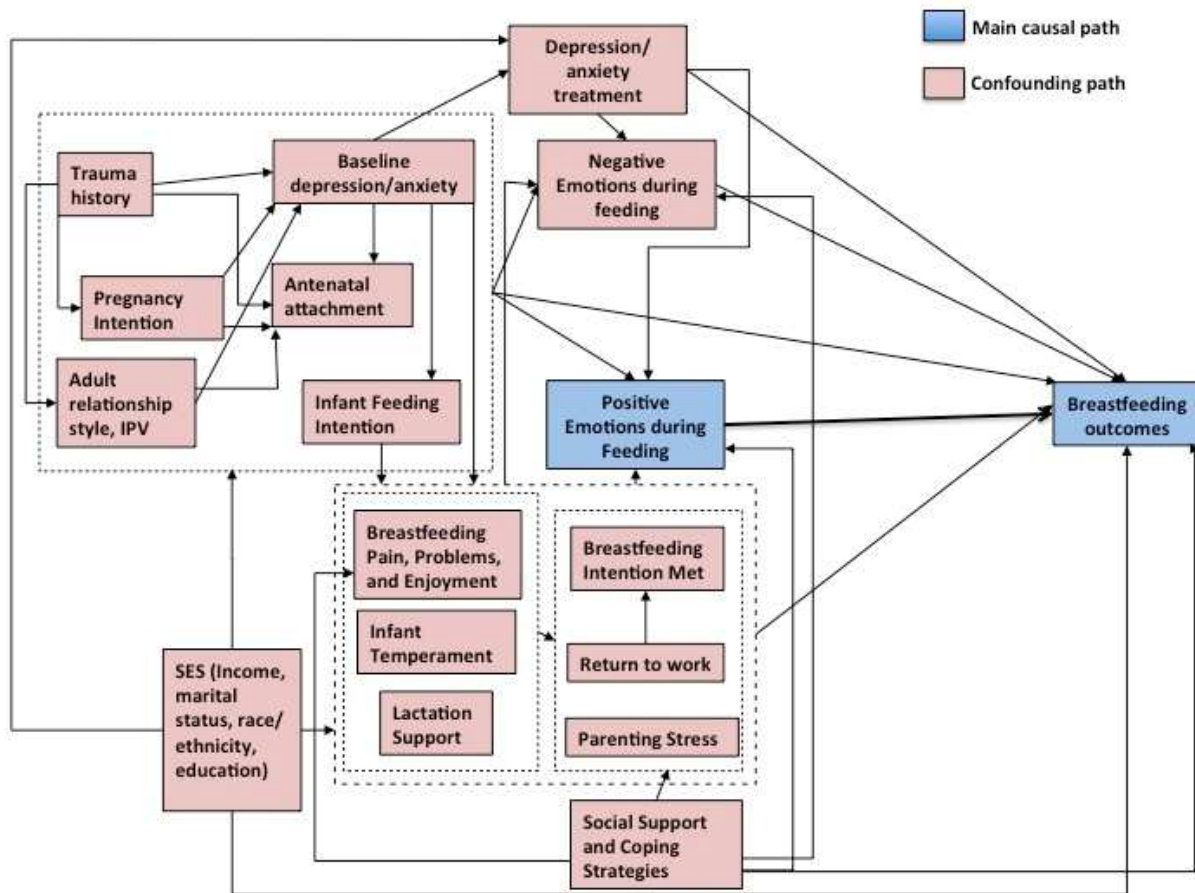 Main causal path
Confounding path
Depression/
anxiety
treatment
Trauma
history
Baseline
depression/anxiety
Negative
Emotions during
feeding
Pregnancy
Intention
Antenatal
attachment
Adult
relationship
style, IPV
Infant Feeding
Intention
Positive
Emotions during
Feeding
Breastfeeding
outcomes
Breastfeeding
Pain, Problems,
and Enjoyment
Breastfeeding
Intention Met
Infant
Temperament
Return to work
SES (Income,
marital
status, race/
ethnicity,
education)
Lactation
Support
Parenting Stress
Social Support
and Coping
Strategies